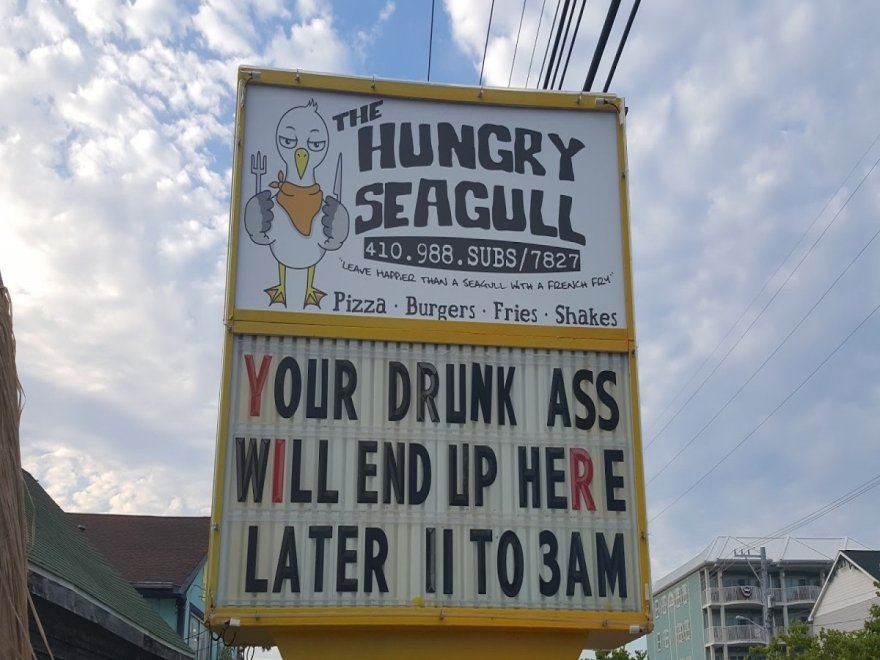 THE
HUNGRY
SEAGULL
410.988.SUBS/7827
"LEAVE HAPPIER THAN A SEAGULL WITH A FRENCH FRY"
Pizza · Burgers · Fries · Shakes
YOUR DRUNK ASS
WILL END UP HERE
LATER 11 TO 3AM